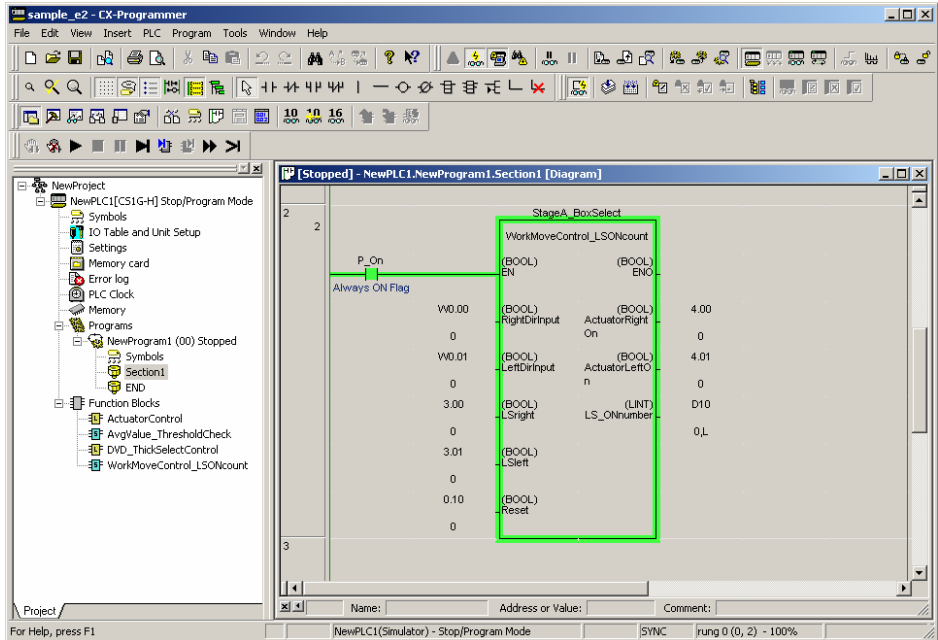 sample_e2 - CX-Programmer
File Edit View Insert PLC Program Tools Window Help
10 10 16
NewProject
NewPLC1[CS1G-H] Stop/Program Mode
Symbols
IO Table and Unit Setup
Settings
Memory card
Error log
PLC Clock
Memory
Programs
NewProgram1 (00) Stopped
Symbols
Section1
END
Function Blocks
ActuatorControl
AvgValue_ThresholdCheck
DVD_ThickSelectControl
WorkMoveControl_LSONcount
Project
[Stopped] - NewPLC1.NewProgram1.Section1 [Diagram]
2
2
StageA_BoxSelect
WorkMoveControl_LSONcount
P_On
Always ON Flag
(BOOL) (BOOL)
EN ENO
W0.00 (BOOL) (BOOL) 4.00
RightDirInput ActuatorRight
On
0 0
W0.01 (BOOL) (BOOL) 4.01
LeftDirInput ActuatorLeftO
n
0 0
3.00 (BOOL) (LINT) D10
LSright LS_ONnumber
0 0,L
3.01 (BOOL)
LSleft
0
0.10 (BOOL)
Reset
0
3
Name: Address or Value: Comment:
For Help, press F1 NewPLC1(Simulator) - Stop/Program Mode SYNC rung 0 (0, 2) - 100%